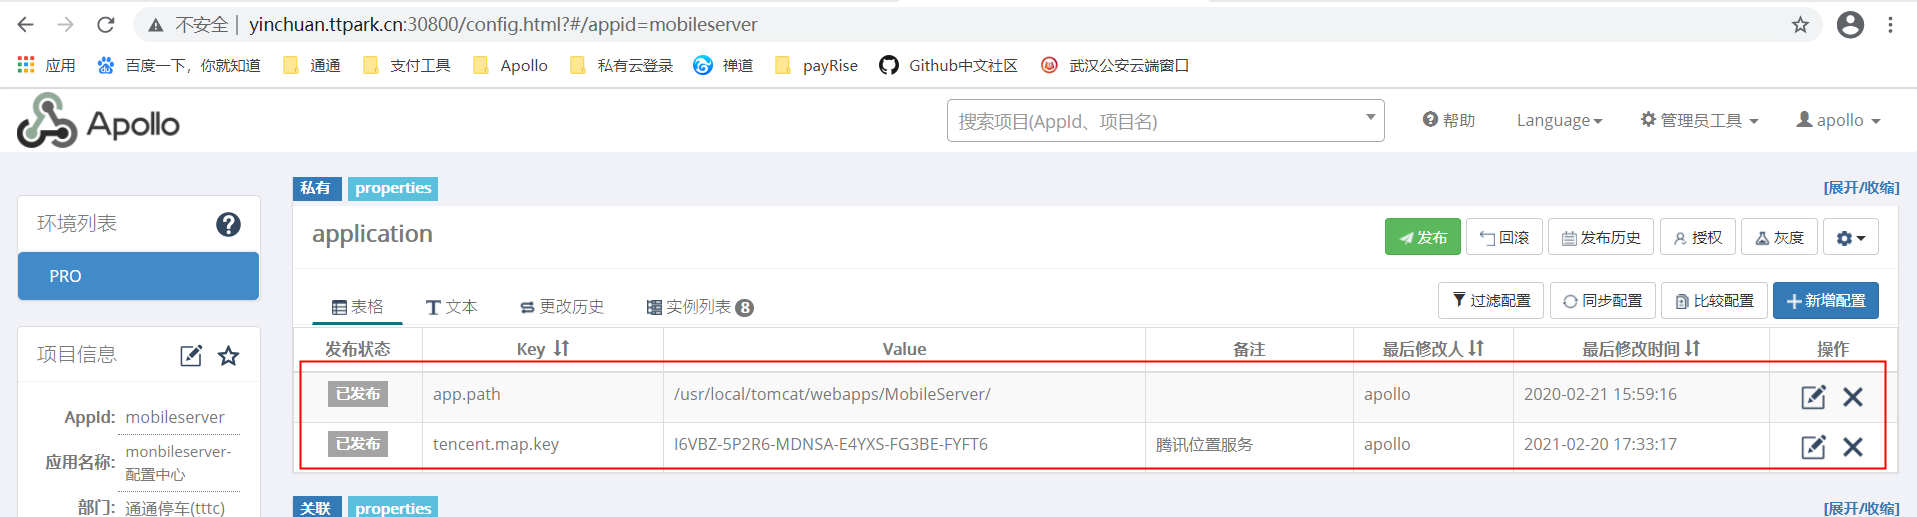 不安全 | yinchuan.ttpark.cn:30800/config.html?#/appid=mobileserver
应用 百度一下，你就知道 通通 支付工具 Apollo 私有云登录 禅道 payRise Github中文社区 武汉公安云端窗口
Apollo 搜索项目(AppId、项目名) 帮助 Language 管理员工具 apollo
私有 properties [展开/收缩]
环境列表
application 发布 回滚 发布历史 授权 灰度
PRO
表格 文本 更改历史 实例列表 8 过滤配置 同步配置 比较配置 新增配置
项目信息
发布状态 Key Value 备注 最后修改人 最后修改时间 操作
已发布 app.path /usr/local/tomcat/webapps/MobileServer/ apollo 2020-02-21 15:59:16
AppId: mobileserver
已发布 tencent.map.key I6VBZ-5P2R6-MDNSA-E4YXS-FG3BE-FYFT6 腾讯位置服务 apollo 2021-02-20 17:33:17
应用名称: monbileserver-
配置中心
部门: 通通停车(tttc)
关联 properties [展开/收缩]